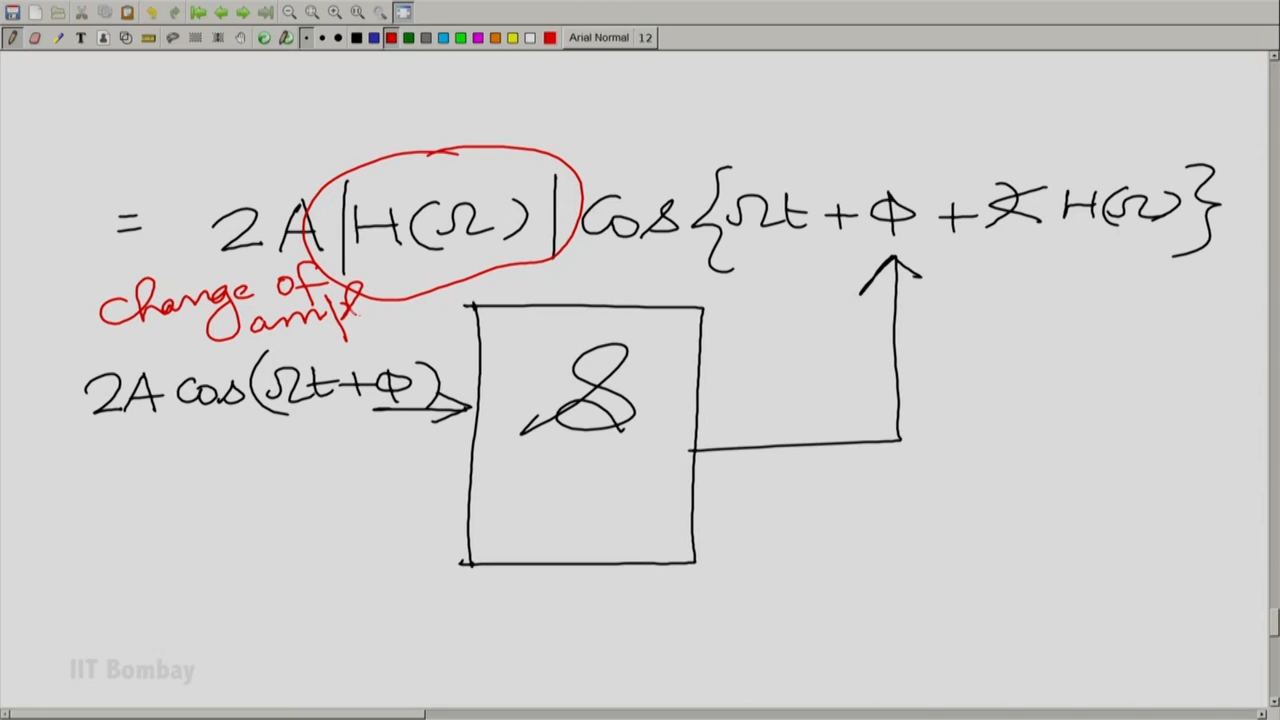 Arial Normal 12
= 2A |H(Ω)| Cos{Ωt + Φ + ∡ H(Ω)}
change of
ampl
2A cos(Ωt+Φ)
S
IIT Bombay